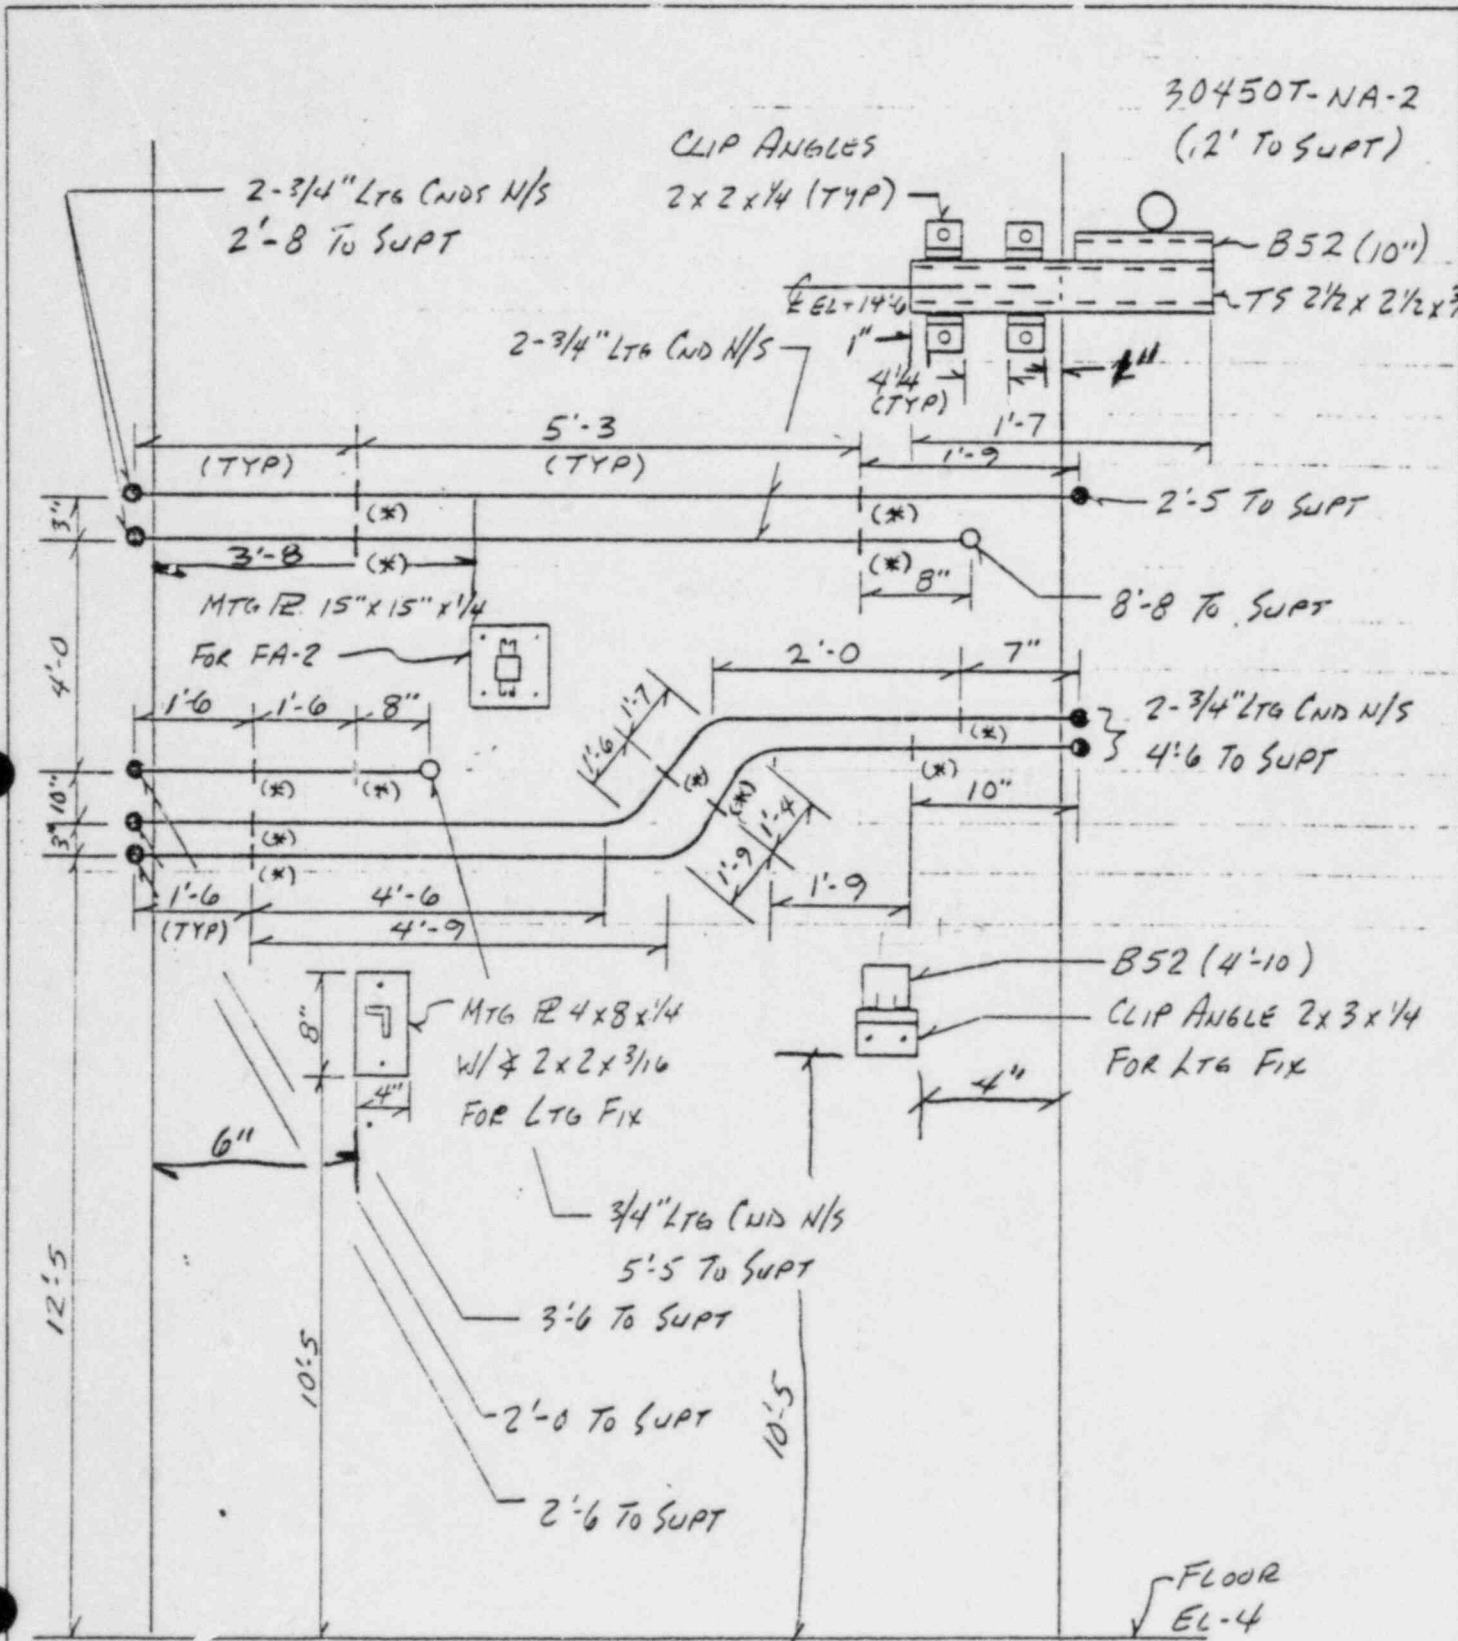 30450T-NA-2
(.2' TO SUPT)
CLIP ANGLES
2 x 2 x 1/4 (TYP)
2-3/4" LTG CNDS N/S
2'-8 TO SUPT
B52 (10")
TS 2 1/2 x 2 1/2 x 3
℄ EL+14'6
2-3/4" LTG CND N/S
1"
4 1/4
(TYP)
1"
1'-7
5'-3
1'-9
(TYP)
(TYP)
2'-5 TO SUPT
3"
(*)
(*)
3'-8
(*)
(*)
8"
8'-8 TO SUPT
MTG PL 15" x 15" x 1/4
FOR FA-2
4'-0
2'-0
7"
1'-6
1'-6
8"
1'-7
1'-6
2-3/4" LTG CND N/S
4'-6 TO SUPT
(*)
(*)
10"
(*)
(*)
(*)
(*)
10"
3"
(*)
(*)
1'-4
1'-9
1'-9
1'-6
4'-6
(TYP)
4'-9
B52 (4'-10)
CLIP ANGLE 2 x 3 x 1/4
FOR LTG FIX
8"
MTG PL 4 x 8 x 1/4
W/ ∡ 2 x 2 x 3/16
FOR LTG FIX
4"
4"
6"
3/4" LTG CND N/S
5'-5 TO SUPT
3'-6 TO SUPT
12'-5
10'-5
10'-5
2'-0 TO SUPT
2'-6 TO SUPT
FLOOR
EL-4